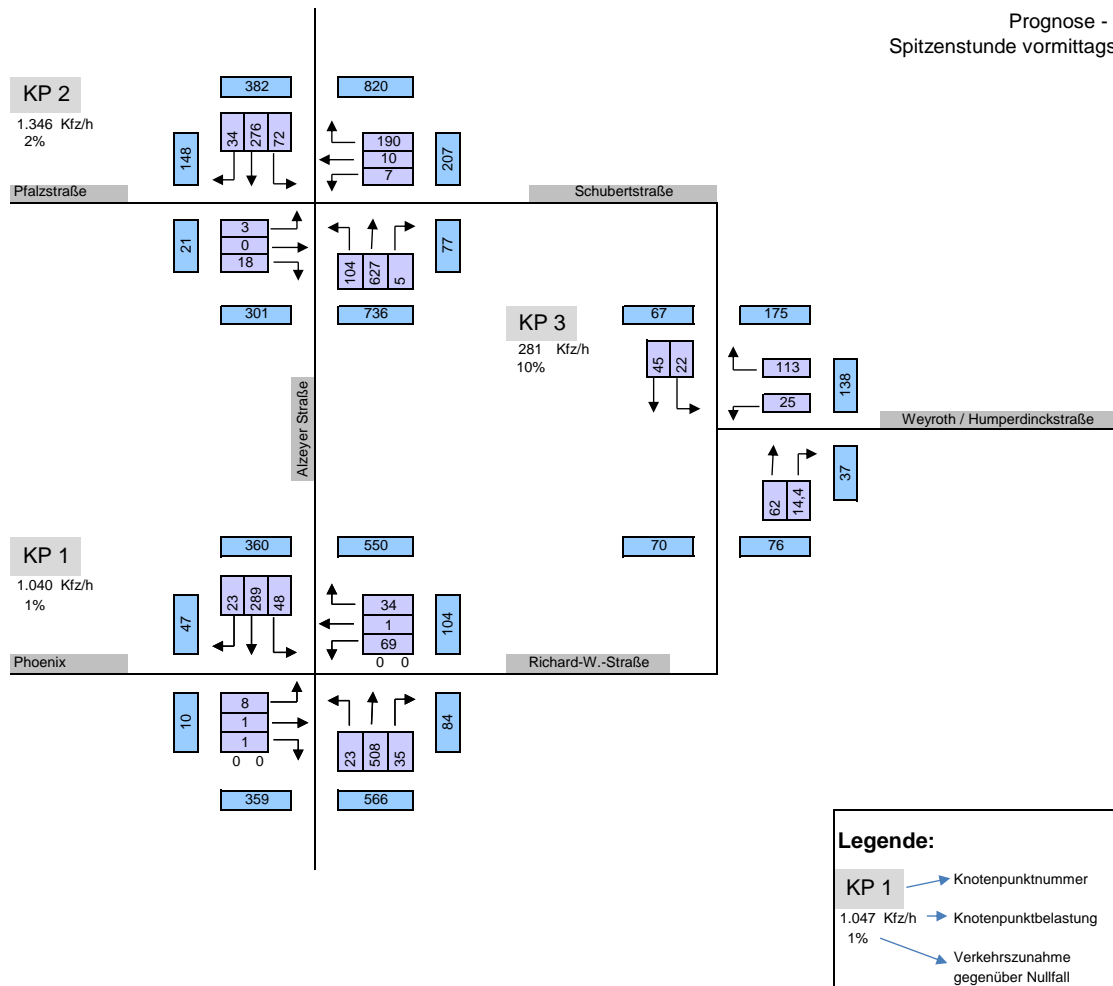 Prognose -
Spitzenstunde vormittags
KP 2
1.346 Kfz/h
2%
382
820
34 276 72
148
190
10
7
207
Pfalzstraße
Schubertstraße
21
3
0
18
104 627 5
77
301
736
KP 3
281 Kfz/h
10%
67
175
45 22
113
25
138
Weyroth / Humperdinckstraße
Alzeyer Straße
62 14,4
37
70
76
KP 1
1.040 Kfz/h
1%
360
550
23 289 48
47
34
1
69
0 0
104
Phoenix
Richard-W.-Straße
10
8
1
1
0 0
23 508 35
84
359
566
Legende:
KP 1
Knotenpunktnummer
1.047 Kfz/h
Knotenpunktbelastung
1%
Verkehrszunahme
gegenüber Nullfall